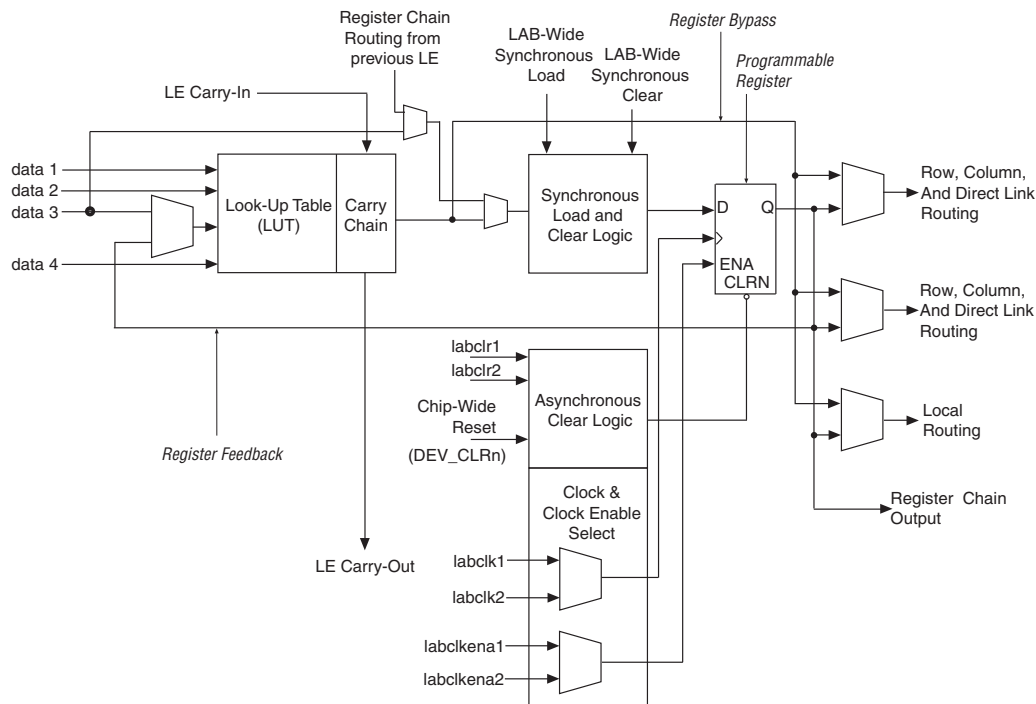 Register Chain
Routing from
previous LE
LAB-Wide
Synchronous
Load
LAB-Wide
Synchronous
Clear
Register Bypass
Programmable
Register
LE Carry-In
data 1
data 2
data 3
data 4
Look-Up Table
(LUT)
Carry
Chain
Synchronous
Load and
Clear Logic
D
Q
ENA
CLRN
Row, Column,
And Direct Link
Routing
Row, Column,
And Direct Link
Routing
Local
Routing
Register Chain
Output
labclr1
labclr2
Chip-Wide
Reset
(DEV_CLRn)
Asynchronous
Clear Logic
Register Feedback
Clock &
Clock Enable
Select
LE Carry-Out
labclk1
labclk2
labclkena1
labclkena2